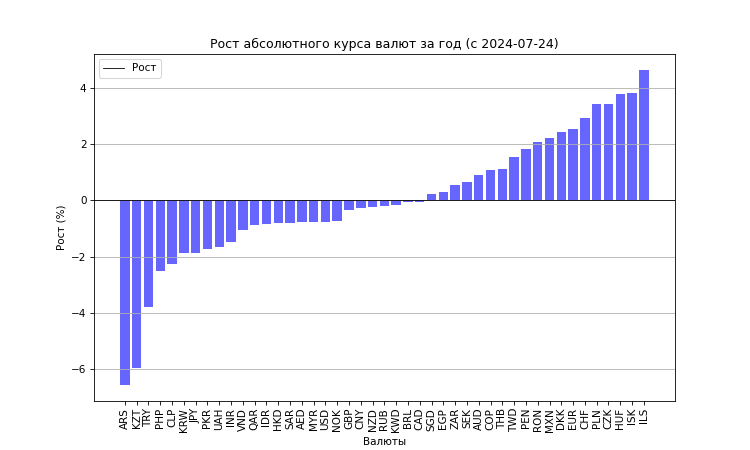 Рост абсолютного курса валют за год (с 2024-07-24)
Рост
Рост (%)
4
2
0
−2
−4
−6
ARS KZT TRY PHP CLP KRW JPY PKR UAH INR VND QAR IDR HKD SAR AED MYR USD NOK GBP CNY NZD RUB KWD BRL CAD SGD EGP ZAR SEK AUD COP THB TWD PEN RON MXN DKK EUR CHF PLN CZK HUF ISK ILS
Валюты